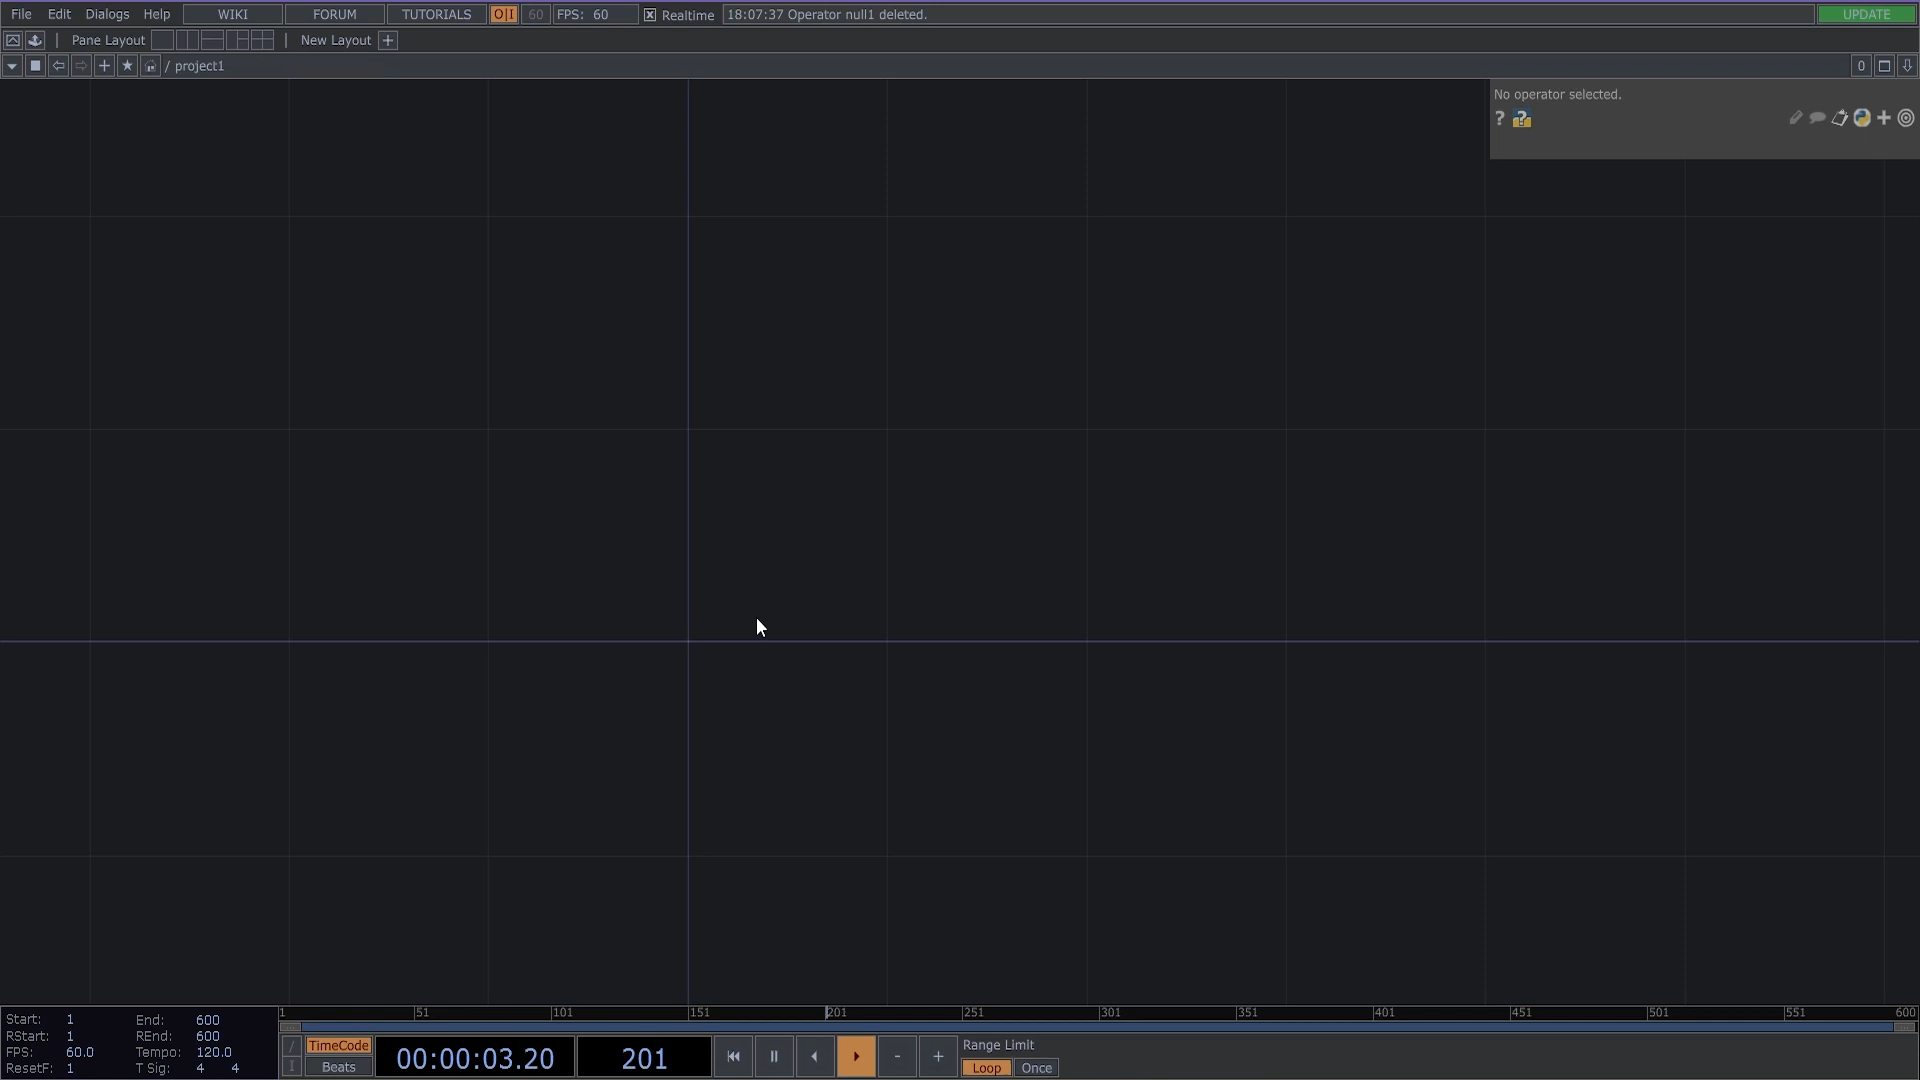 File Edit Dialogs Help WIKI FORUM TUTORIALS O|I 60 FPS: 60 Realtime 18:07:37 Operator null1 deleted. UPDATE
Pane Layout New Layout +
/ project1 0
No operator selected.
? ?
1 51 101 151 201 251 301 351 401 451 501 551 600
Start: 1 End: 600
RStart: 1 REnd: 600
FPS: 60.0 Tempo: 120.0
ResetF: 1 T Sig: 4 4
/ TimeCode 00:00:03.20 201 - + Range Limit
I Beats Loop Once